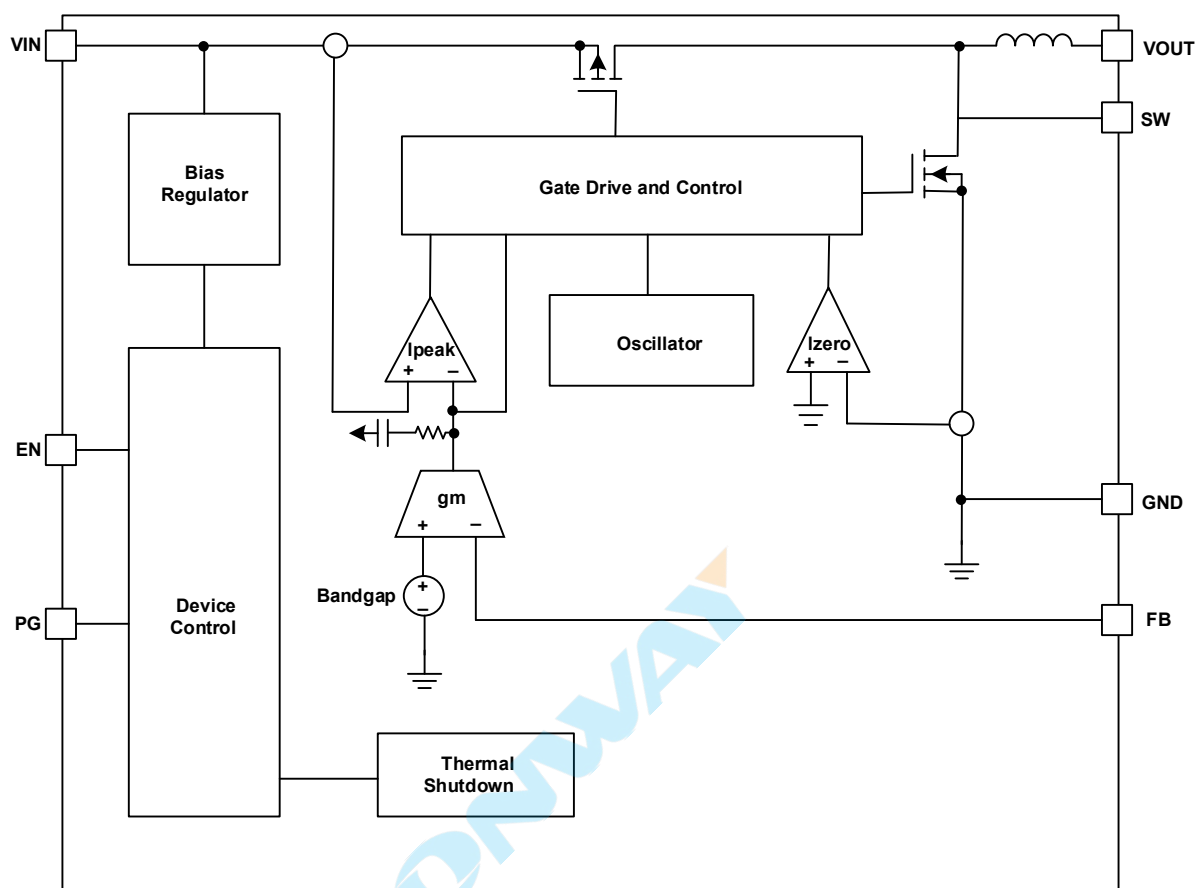 VIN
VOUT
SW
Bias
Regulator
Gate Drive and Control
Ipeak
+ −
Oscillator
Izero
+ −
EN
gm
+ −
GND
Bandgap
+
−
PG
Device
Control
FB
Thermal
Shutdown